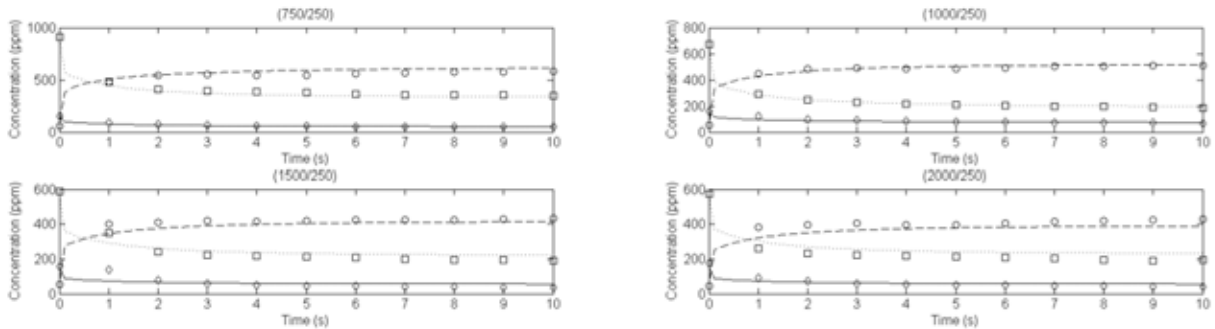 (750/250)
1000
500
0
Concentration (ppm)
0 1 2 3 4 5 6 7 8 9 10
Time (s)
(1000/250)
800
600
400
200
0
Concentration (ppm)
0 1 2 3 4 5 6 7 8 9 10
Time (s)
(1500/250)
600
400
200
0
Concentration (ppm)
0 1 2 3 4 5 6 7 8 9 10
Time (s)
(2000/250)
600
400
200
0
Concentration (ppm)
0 1 2 3 4 5 6 7 8 9 10
Time (s)